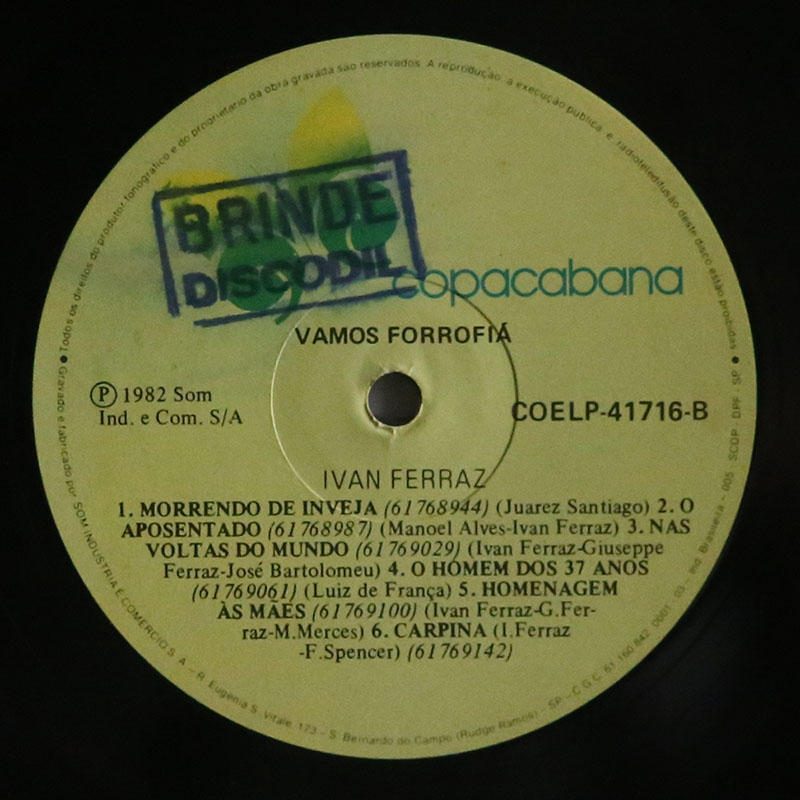 Todos os direitos do produtor fonográfico e do proprietário da obra gravada são reservados. A reprodução, a execução pública e radioteledifusão deste disco estão proibidas
BRINDE
DISCODIL
copacabana
VAMOS FORROFIÁ
Ⓟ 1982 Som
Ind. e Com. S/A
COELP-41716-B
IVAN FERRAZ
1. MORRENDO DE INVEJA (61768944) (Juarez Santiago) 2. O
APOSENTADO (61768987) (Manoel Alves-Ivan Ferraz) 3. NAS
VOLTAS DO MUNDO (61769029) (Ivan Ferraz-Giuseppe
Ferraz-José Bartolomeu) 4. O HOMEM DOS 37 ANOS
(61769061) (Luiz de França) 5. HOMENAGEM
ÀS MÃES (61769100) (Ivan Ferraz-G.Fer-
raz-M.Merces) 6. CARPINA (I.Ferraz
-F.Spencer) (61769142)
Gravado e fabricado por SOM INDUSTRIA E COMERCIO S. A. - R. Eugenia S. Vitale, 173 - S. Bernardo do Campo (Rudge Ramos) - SP - C.G.C. 61 160 842 0001 03 - Ind. Brasileira - 005 - SCDP - DPF - SP